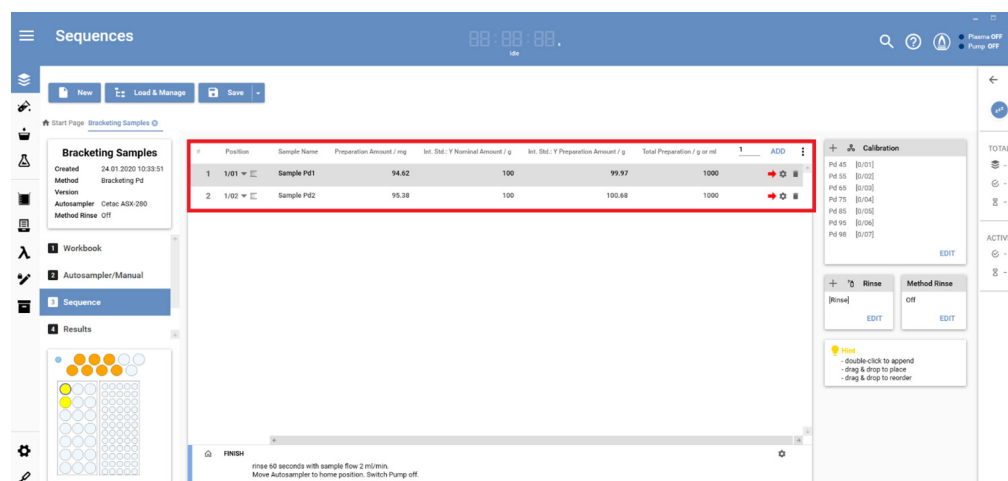 Sequences
88:88:88.
idle
Plasma OFF
Pump OFF
New
Load & Manage
Save
Start Page
Bracketing Samples
Bracketing Samples
Created 24.01.2020 10:33:51
Method Bracketing Pd
Version
Autosampler Cetac ASX-280
Method Rinse Off
1 Workbook
2 Autosampler/Manual
3 Sequence
4 Results
Position Sample Name Preparation Amount / mg Int. Std.: Y Nominal Amount / g Int. Std.: Y Preparation Amount / g Total Preparation / g or ml 1 ADD
1 1/01 Sample Pd1 94.62 100 99.97 1000
2 1/02 Sample Pd2 95.38 100 100.68 1000
FINISH
rinse 60 seconds with sample flow 2 ml/min.
Move Autosampler to home position. Switch Pump off.
Calibration
Pd 45 [0/01]
Pd 55 [0/02]
Pd 65 [0/03]
Pd 75 [0/04]
Pd 85 [0/05]
Pd 95 [0/06]
Pd 98 [0/07]
EDIT
Rinse
[Rinse]
EDIT
Method Rinse
Off
EDIT
Hint
- double-click to append
- drag & drop to place
- drag & drop to reorder
TOTAL
-
-
-
ACTIV
-
-